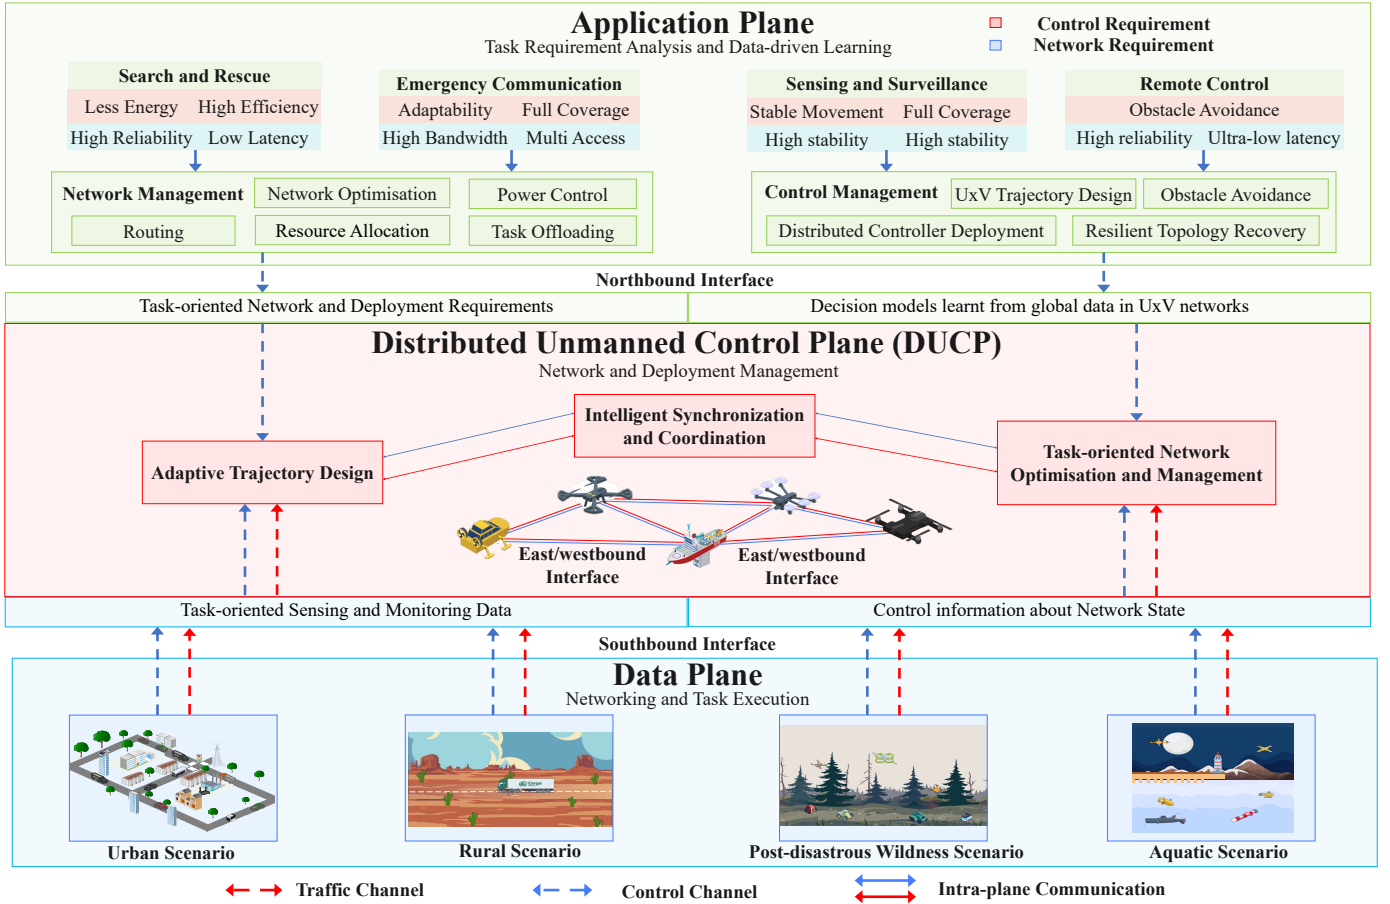 Application Plane
Task Requirement Analysis and Data-driven Learning
Control Requirement
Network Requirement
Search and Rescue
Less Energy High Efficiency
High Reliability Low Latency
Emergency Communication
Adaptability Full Coverage
High Bandwidth Multi Access
Sensing and Surveillance
Stable Movement Full Coverage
High stability High stability
Remote Control
Obstacle Avoidance
High reliability Ultra-low latency
Network Management
Network Optimisation
Power Control
Routing
Resource Allocation
Task Offloading
Control Management
UxV Trajectory Design
Obstacle Avoidance
Distributed Controller Deployment
Resilient Topology Recovery
Northbound Interface
Task-oriented Network and Deployment Requirements
Decision models learnt from global data in UxV networks
Distributed Unmanned Control Plane (DUCP)
Network and Deployment Management
Intelligent Synchronization
and Coordination
Adaptive Trajectory Design
Task-oriented Network
Optimisation and Management
East/westbound
Interface
East/westbound
Interface
Task-oriented Sensing and Monitoring Data
Control information about Network State
Southbound Interface
Data Plane
Networking and Task Execution
Urban Scenario
Rural Scenario
Post-disastrous Wildness Scenario
Aquatic Scenario
Traffic Channel
Control Channel
Intra-plane Communication